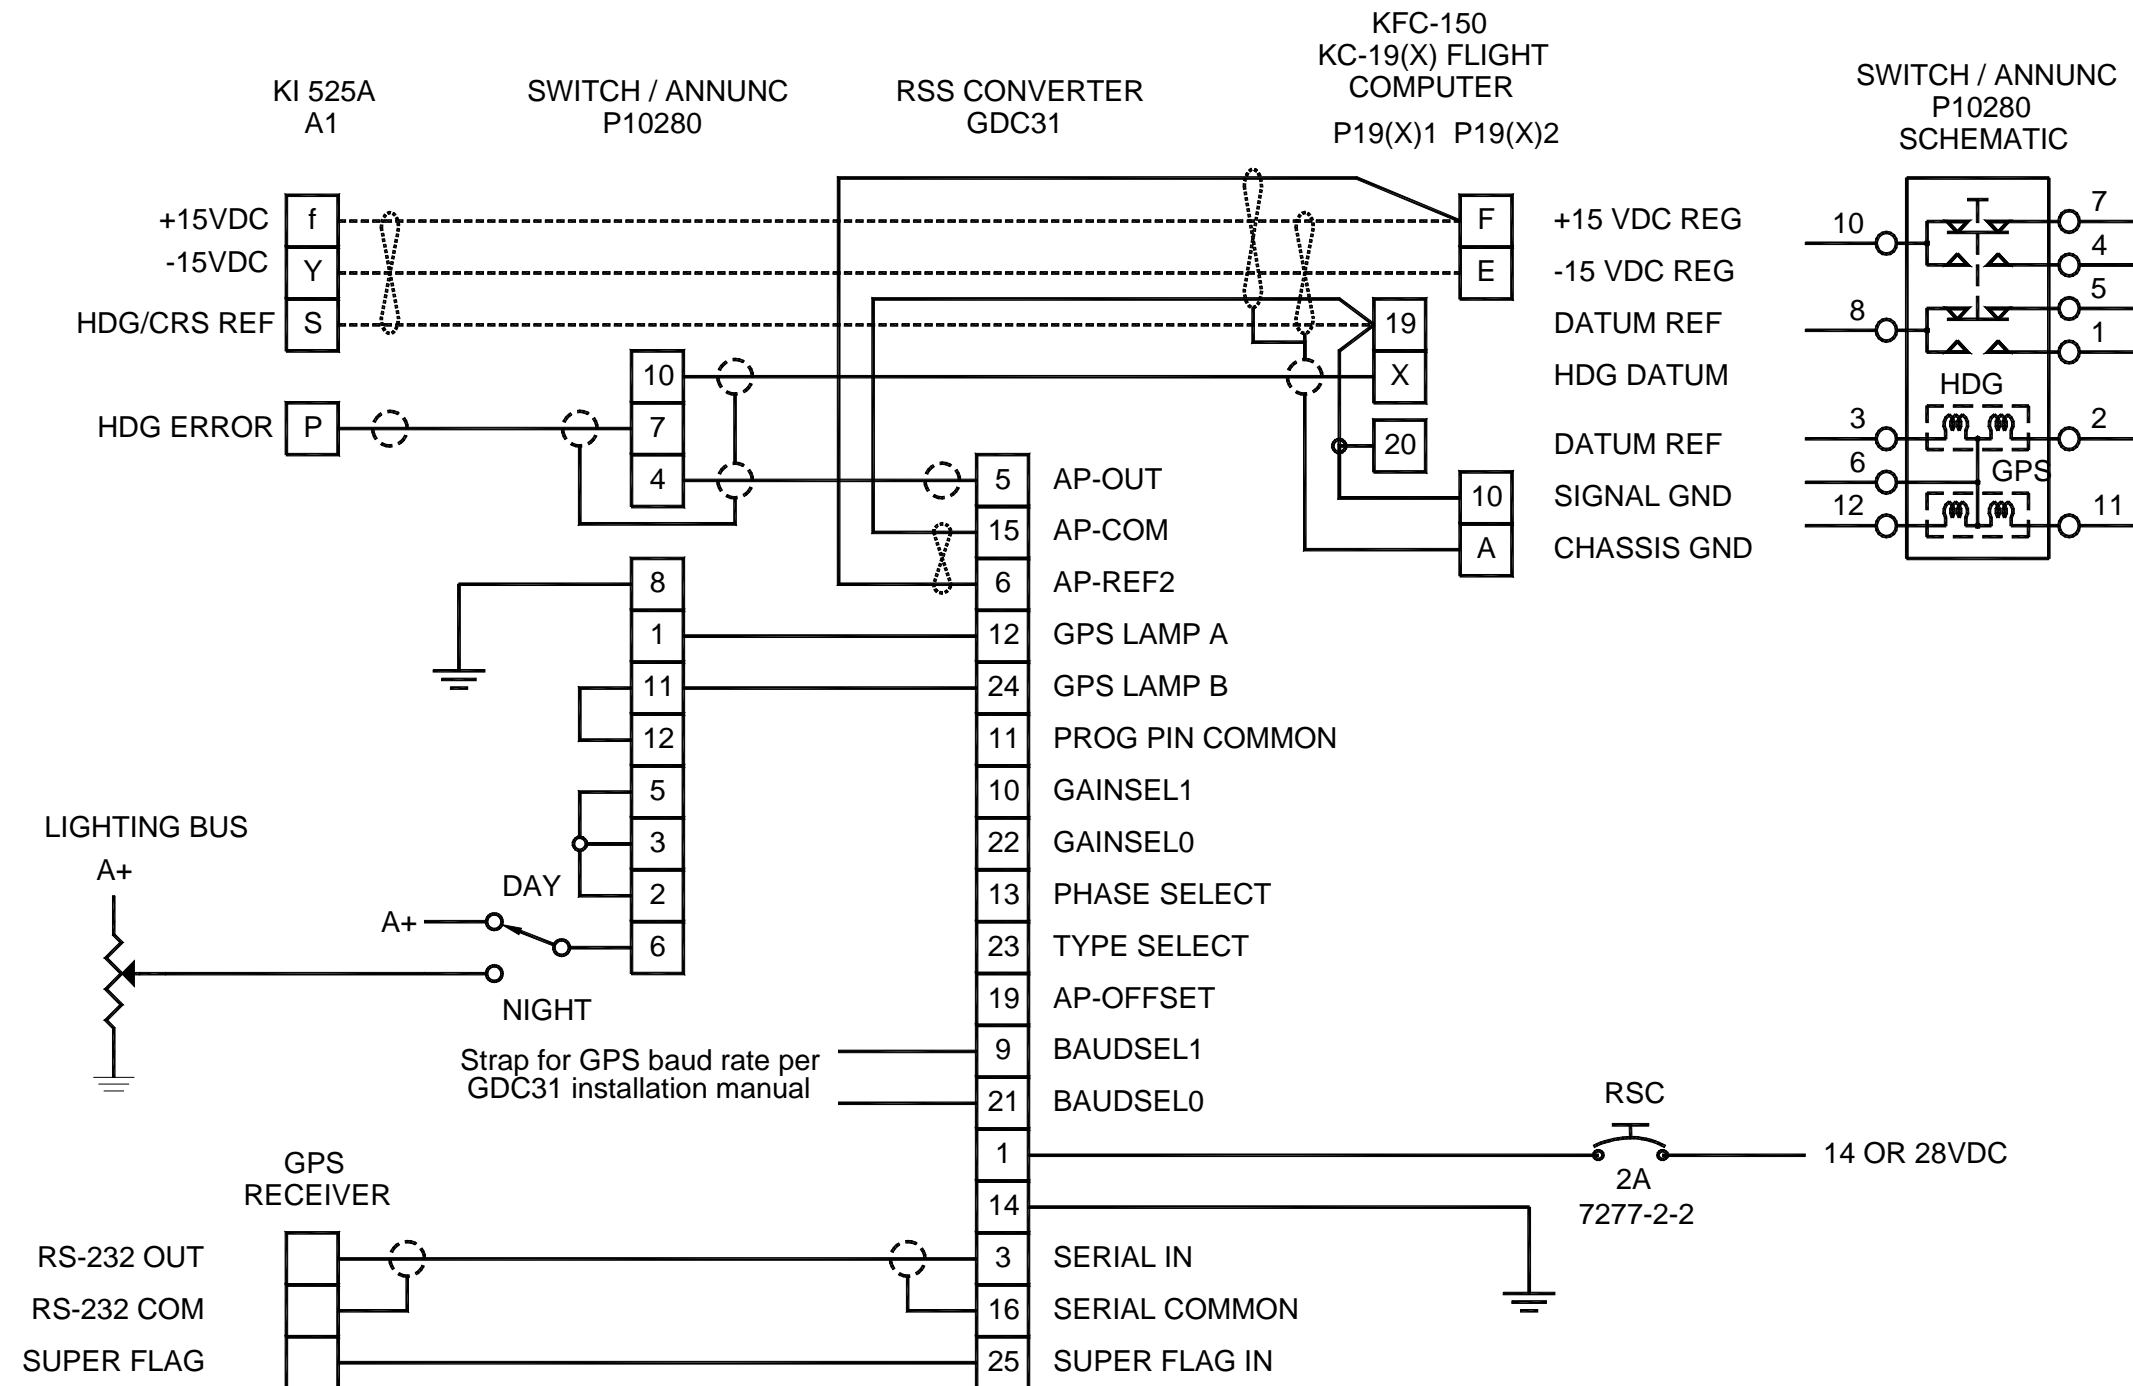 KFC-150
KC-19(X) FLIGHT
COMPUTER
P19(X)1 P19(X)2
KI 525A
A1
SWITCH / ANNUNC
P10280
RSS CONVERTER
GDC31
SWITCH / ANNUNC
P10280
SCHEMATIC
+15VDC f
-15VDC Y
HDG/CRS REF S
HDG ERROR P
10
7
4
8
1
11
12
5
3
2
6
F +15 VDC REG
E -15 VDC REG
19 DATUM REF
X HDG DATUM
20 DATUM REF
10 SIGNAL GND
A CHASSIS GND
10
7
4
8
5
1
HDG
3
2
6
GPS
12
11
5 AP-OUT
15 AP-COM
6 AP-REF2
12 GPS LAMP A
24 GPS LAMP B
11 PROG PIN COMMON
10 GAINSEL1
22 GAINSEL0
13 PHASE SELECT
23 TYPE SELECT
19 AP-OFFSET
9 BAUDSEL1
21 BAUDSEL0
1
14
3 SERIAL IN
16 SERIAL COMMON
25 SUPER FLAG IN
LIGHTING BUS
A+
DAY
A+
NIGHT
Strap for GPS baud rate per
GDC31 installation manual
RSC
14 OR 28VDC
2A
7277-2-2
GPS
RECEIVER
RS-232 OUT
RS-232 COM
SUPER FLAG